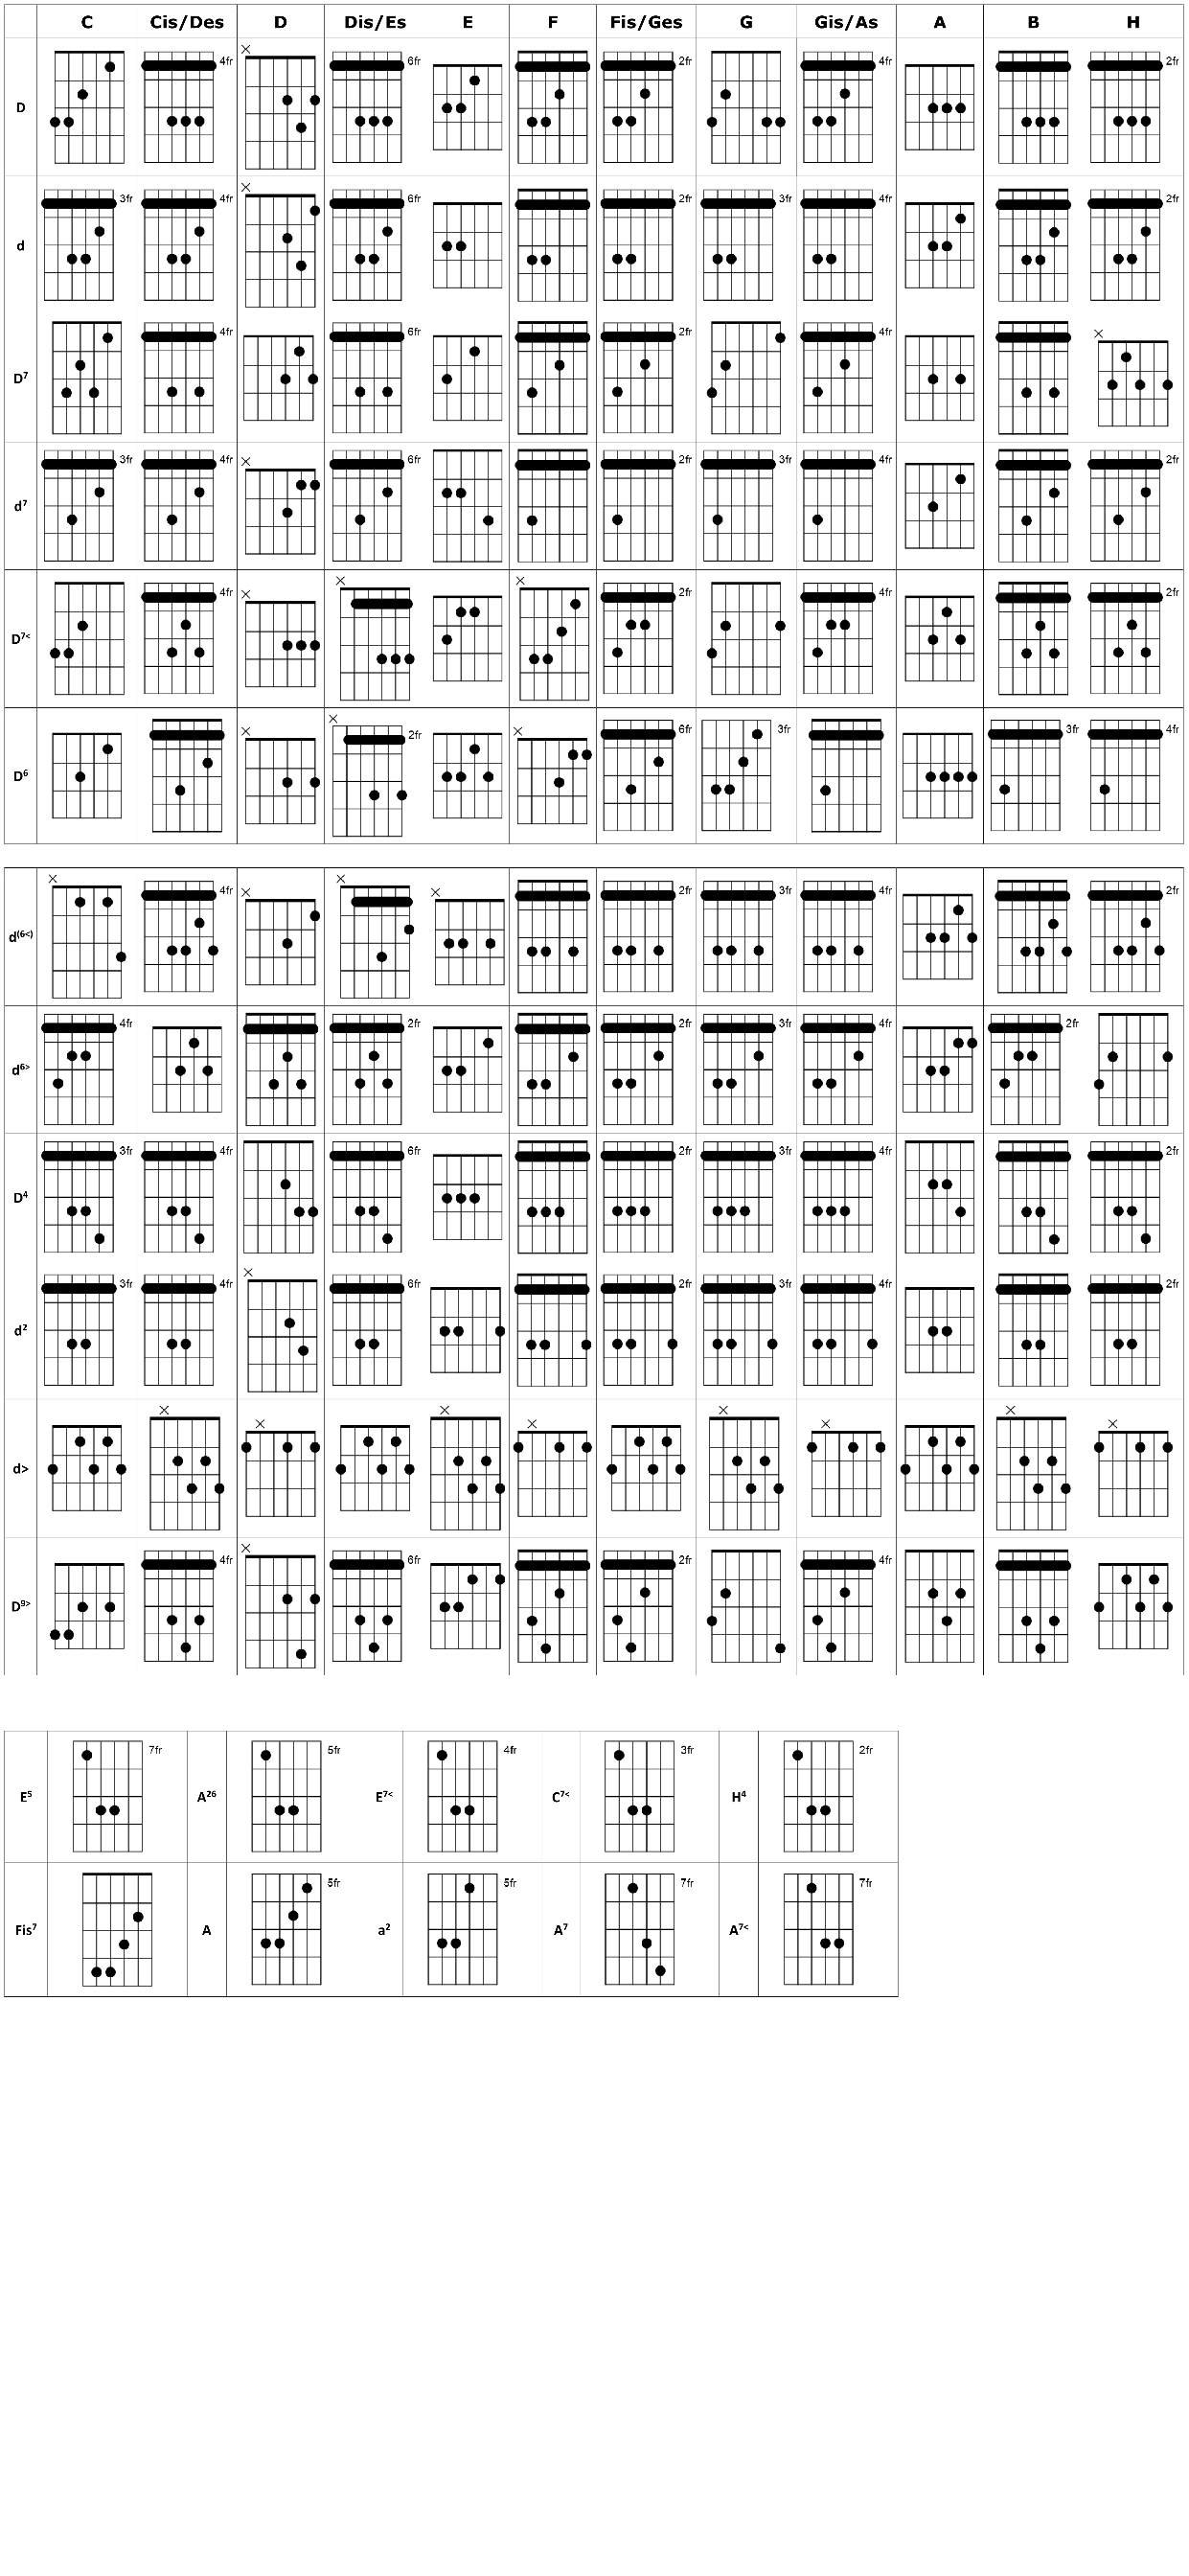 C Cis/Des D Dis/Es E F Fis/Ges G Gis/As A B H
D 4fr × 6fr 2fr 4fr 2fr
d 3fr 4fr × 6fr 2fr 3fr 4fr 2fr
D⁷ 4fr 6fr 2fr 4fr ×
d⁷ 3fr 4fr × 6fr 2fr 3fr 4fr 2fr
D⁷˂ 4fr × × × 2fr 4fr 2fr
D⁶ × × 2fr × 6fr 3fr 3fr 4fr
d⁽⁶˂⁾ × 4fr × × × 2fr 3fr 4fr 2fr
d⁶˃ 4fr 2fr 2fr 3fr 4fr 2fr
D⁴ 3fr 4fr 6fr 2fr 3fr 4fr 2fr
d² 3fr 4fr × 6fr 2fr 3fr 4fr 2fr
d> × × × × × × × ×
D⁹˃ 4fr × 6fr 2fr 4fr
E⁵ 7fr A²⁶ 5fr E⁷˂ 4fr C⁷˂ 3fr H⁴ 2fr
Fis⁷ A 5fr a² 5fr A⁷ 7fr A⁷˂ 7fr